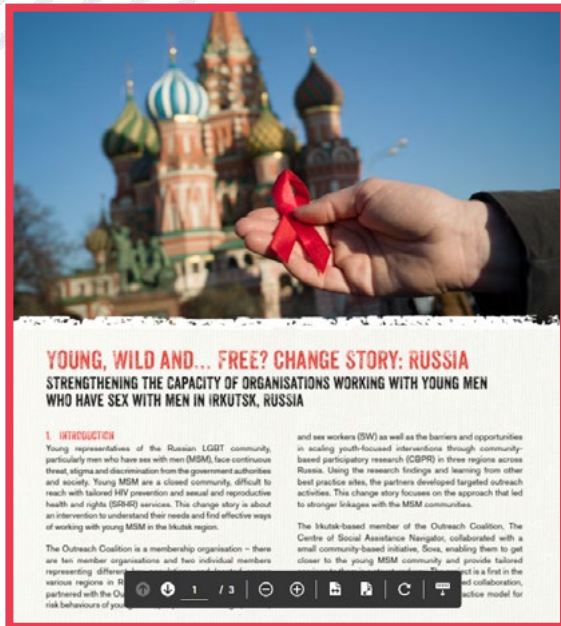 YOUNG, WILD AND... FREE? CHANGE STORY: RUSSIA
STRENGTHENING THE CAPACITY OF ORGANISATIONS WORKING WITH YOUNG MEN
WHO HAVE SEX WITH MEN IN IRKUTSK, RUSSIA
1. INTRODUCTION
Young representatives of the Russian LGBT community,
particularly men who have sex with men (MSM), face continuous
threat, stigma and discrimination from the government authorities
and society. Young MSM are a closed community, difficult to
reach with tailored HIV prevention and sexual and reproductive
health and rights (SRHR) services. This change story is about
an intervention to understand their needs and find effective ways
of working with young MSM in the Irkutsk region.
The Outreach Coalition is a membership organisation – there
are ten member organisations and two individual members
representing different
various regions in R
partnered with the Ou
risk behaviours of you
and sex workers (SW) as well as the barriers and opportunities
in scaling youth-focused interventions through community-
based participatory research (CBPR) in three regions across
Russia. Using the research findings and learning from other
best practice sites, the partners developed targeted outreach
activities. This change story focuses on the approach that led
to stronger linkages with the MSM communities.
The Irkutsk-based member of the Outreach Coalition, The
Centre of Social Assistance Navigator, collaborated with a
small community-based initiative, Sova, enabling them to get
closer to the young MSM community and provide tailored
ject is a first in the
ed collaboration,
actice model for
1 / 3